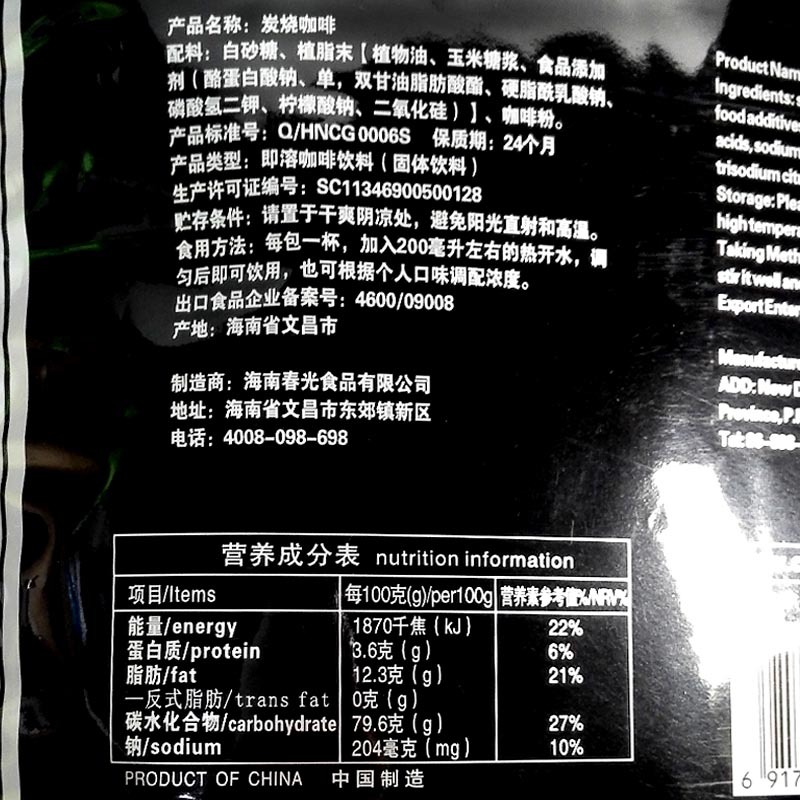 产品名称：炭烧咖啡
配料：白砂糖、植脂末【植物油、玉米糖浆、食品添加
剂（酪蛋白酸钠、单，双甘油脂肪酸酯、硬脂酰乳酸钠、
磷酸氢二钾、柠檬酸钠、二氧化硅）】、咖啡粉。
产品标准号：Q/HNCG 0006S 保质期：24个月
产品类型：即溶咖啡饮料（固体饮料）
生产许可证编号：SC11346900500128
贮存条件：请置于干爽阴凉处，避免阳光直射和高温。
食用方法：每包一杯，加入200毫升左右的热开水，调
匀后即可饮用，也可根据个人口味调配浓度。
出口食品企业备案号：4600/09008
产地：海南省文昌市
制造商：海南春光食品有限公司
地址：海南省文昌市东郊镇新区
电话：4008-098-698
Product Nam
Ingredients: s
food additive
acids, sodium
trisodium cit
Storage: Plea
high tempera
Taking Meth
stir it well an
Export Enter
Manufacture
ADD: New D
Province, P.
营养成分表 nutrition information
项目/Items 每100克(g)/per100g 营养素参考值%/NRV%
能量/energy 1870千焦（kJ） 22%
蛋白质/protein 3.6克（g） 6%
脂肪/fat 12.3克（g） 21%
—反式脂肪/trans fat 0克（g）
碳水化合物/carbohydrate 79.6克（g） 27%
钠/sodium 204毫克（mg） 10%
PRODUCT OF CHINA 中国制造
6 917